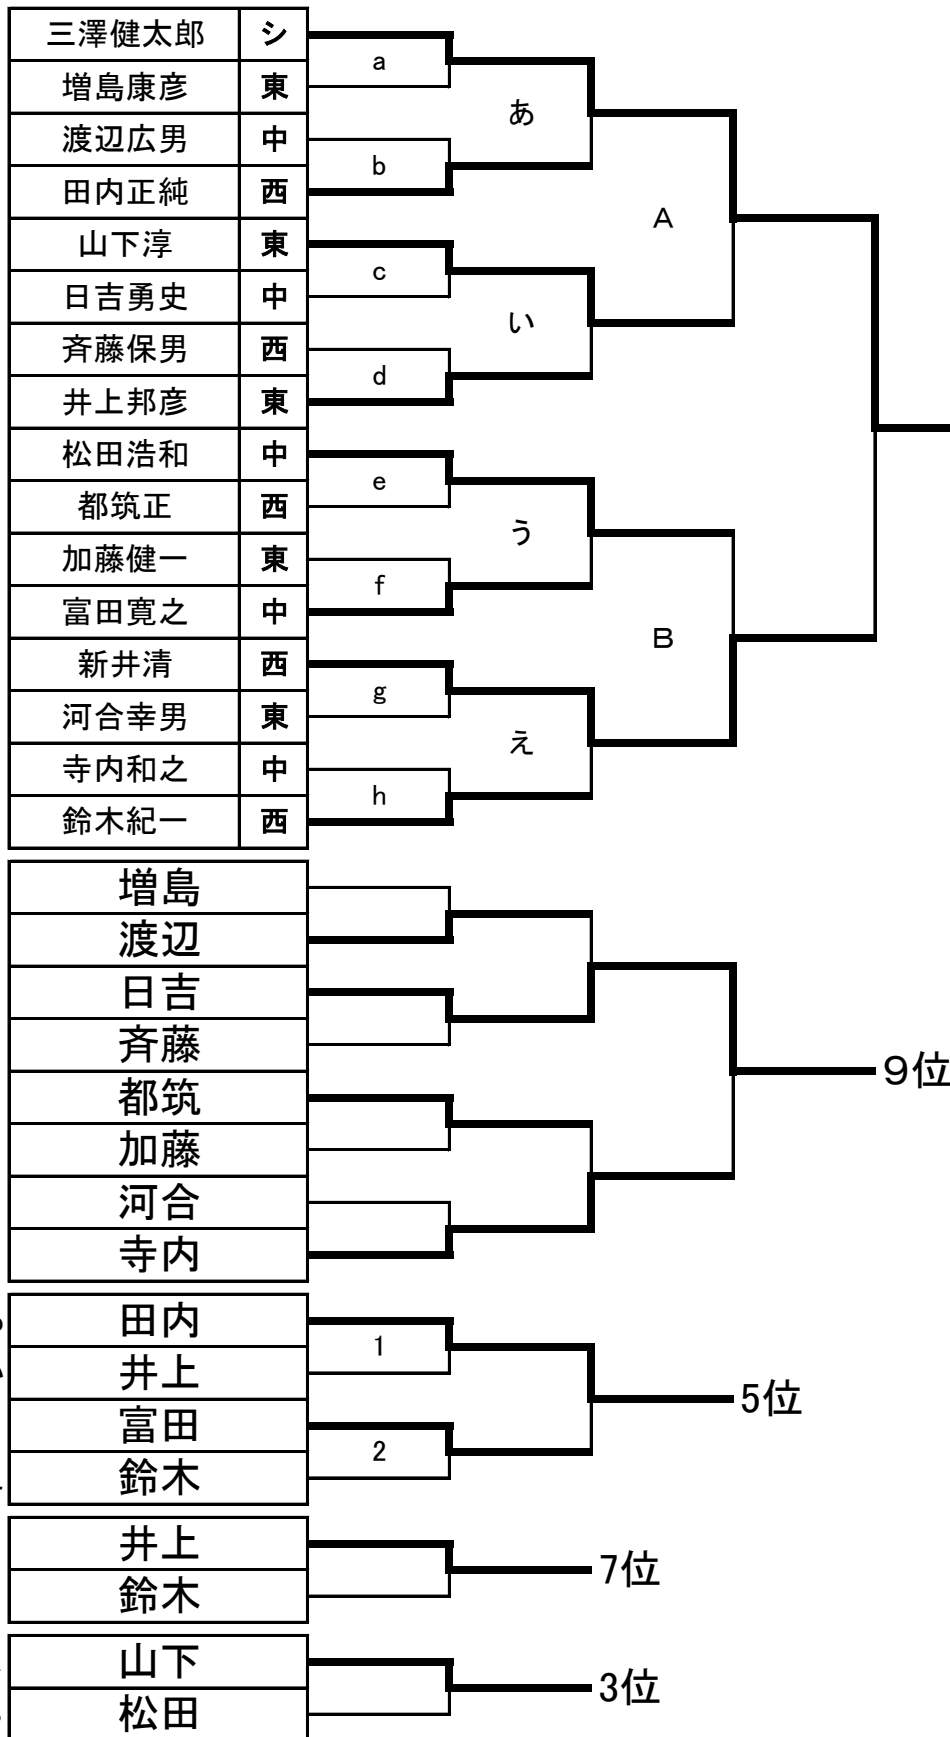 三澤健太郎 シ
a
増島康彦 東
あ
渡辺広男 中
b
田内正純 西
A
山下淳 東
c
日吉勇史 中
い
斉藤保男 西
d
井上邦彦 東
松田浩和 中
e
都筑正 西
う
加藤健一 東
f
富田寛之 中
B
新井清 西
g
河合幸男 東
え
寺内和之 中
h
鈴木紀一 西
増島
渡辺
日吉
斉藤
9位
都筑
加藤
河合
寺内
田内
1
井上
5位
富田
2
鈴木
井上
7位
鈴木
山下
3位
松田